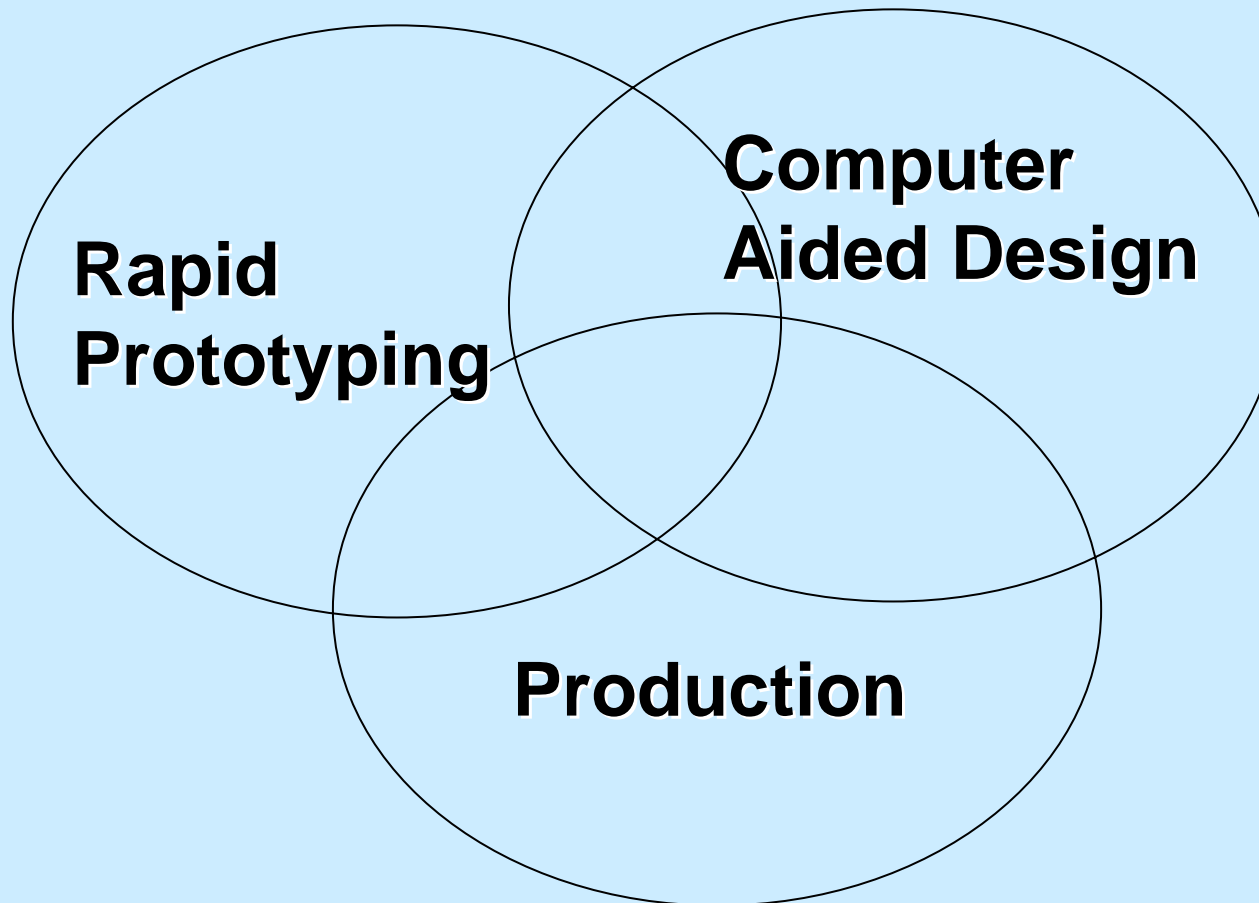 Rapid
Prototyping
Computer
Aided Design
Production